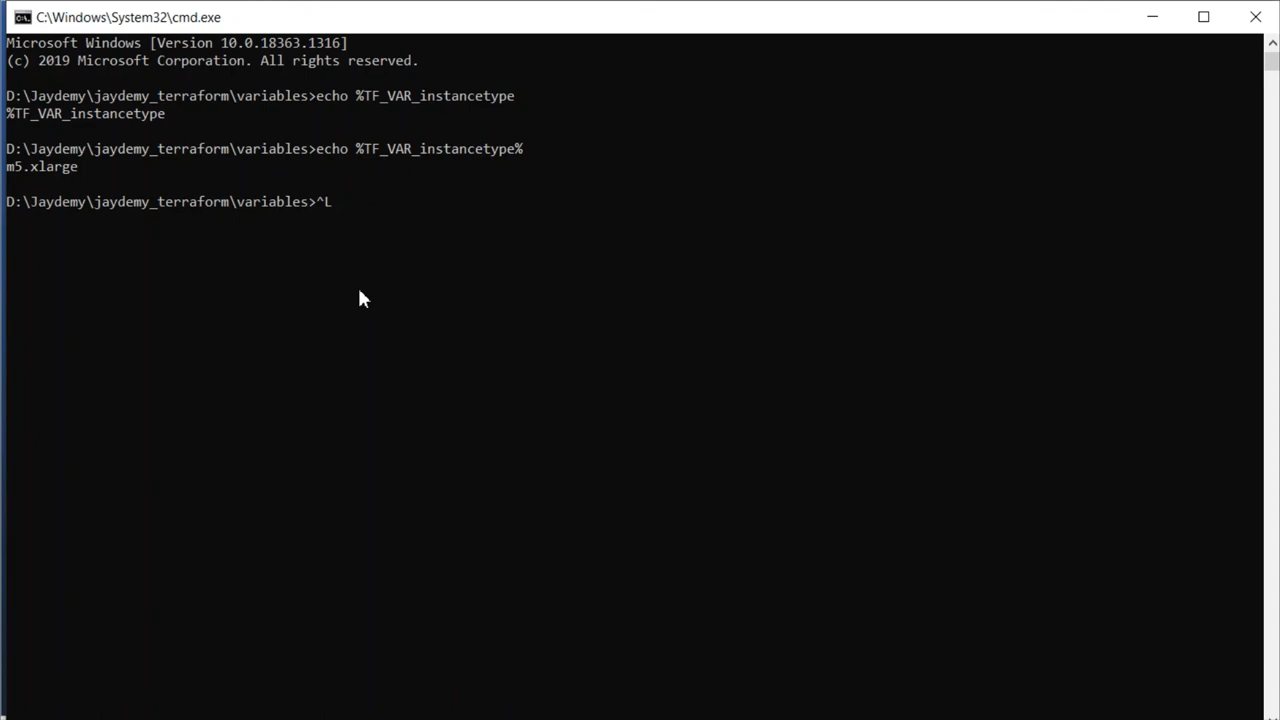 C:\Windows\System32\cmd.exe
Microsoft Windows [Version 10.0.18363.1316]
(c) 2019 Microsoft Corporation. All rights reserved.
D:\Jaydemy\jaydemy_terraform\variables>echo %TF_VAR_instancetype
%TF_VAR_instancetype
D:\Jaydemy\jaydemy_terraform\variables>echo %TF_VAR_instancetype%
m5.xlarge
D:\Jaydemy\jaydemy_terraform\variables>^L